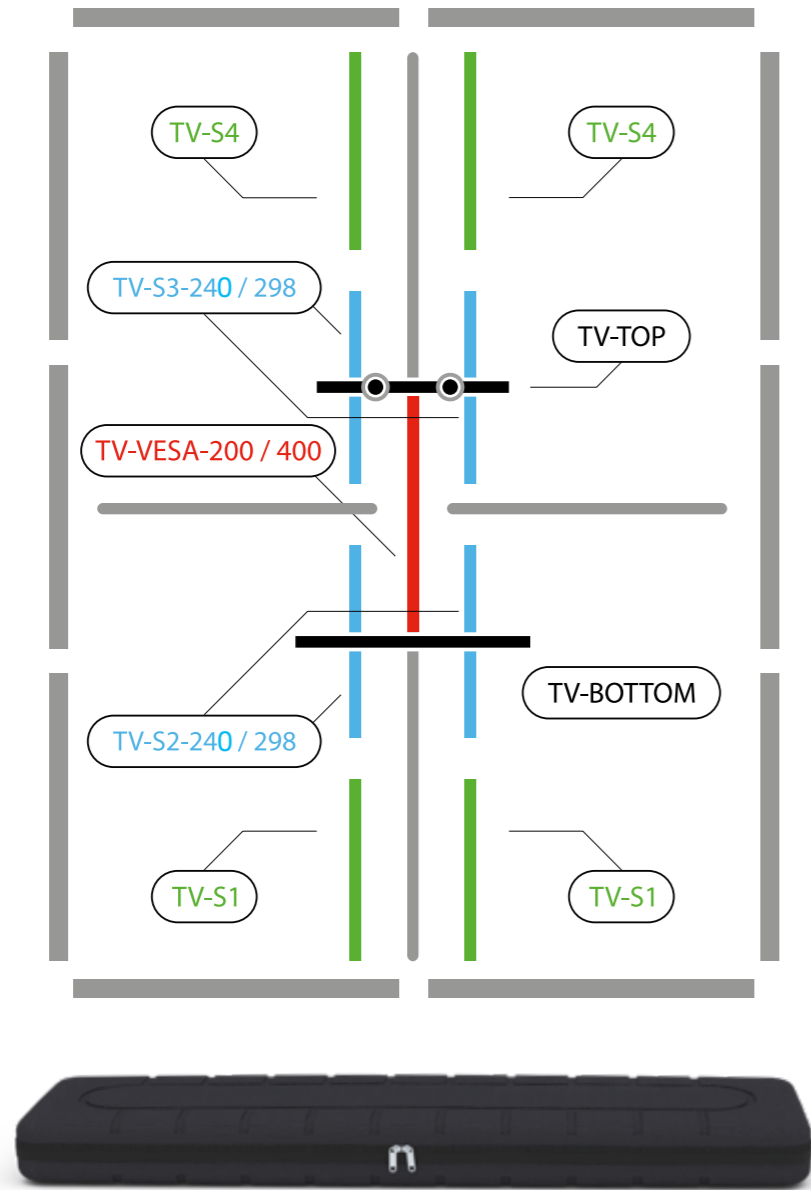 TV-S4
TV-S4
TV-S3-240 / 298
TV-TOP
TV-VESA-200 / 400
TV-BOTTOM
TV-S2-240 / 298
TV-S1
TV-S1